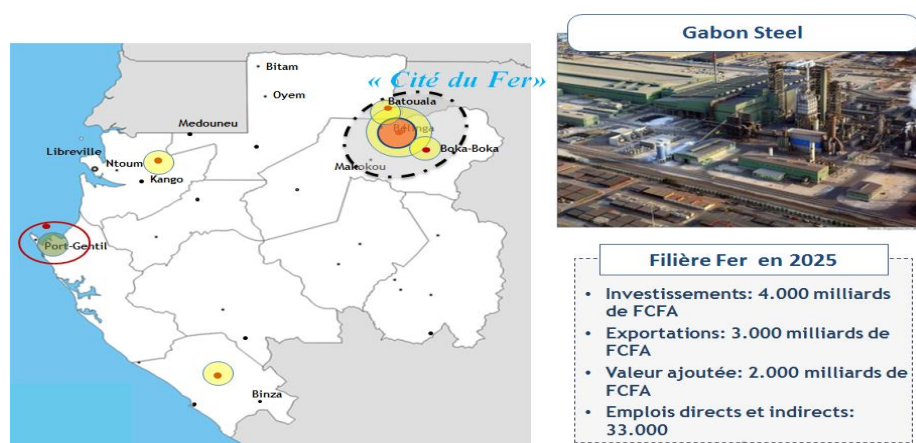 Bitam
« Cité du Fer»
Oyem
Batouala
Medouneu
Bélinga
Libreville
Boka-Boka
Ntoum
Makokou
Kango
Port-Gentil
Binza
Gabon Steel
Filière Fer en 2025
• Investissements: 4.000 milliards
de FCFA
• Exportations: 3.000 milliards de
FCFA
• Valeur ajoutée: 2.000 milliards de
FCFA
• Emplois directs et indirects:
33.000